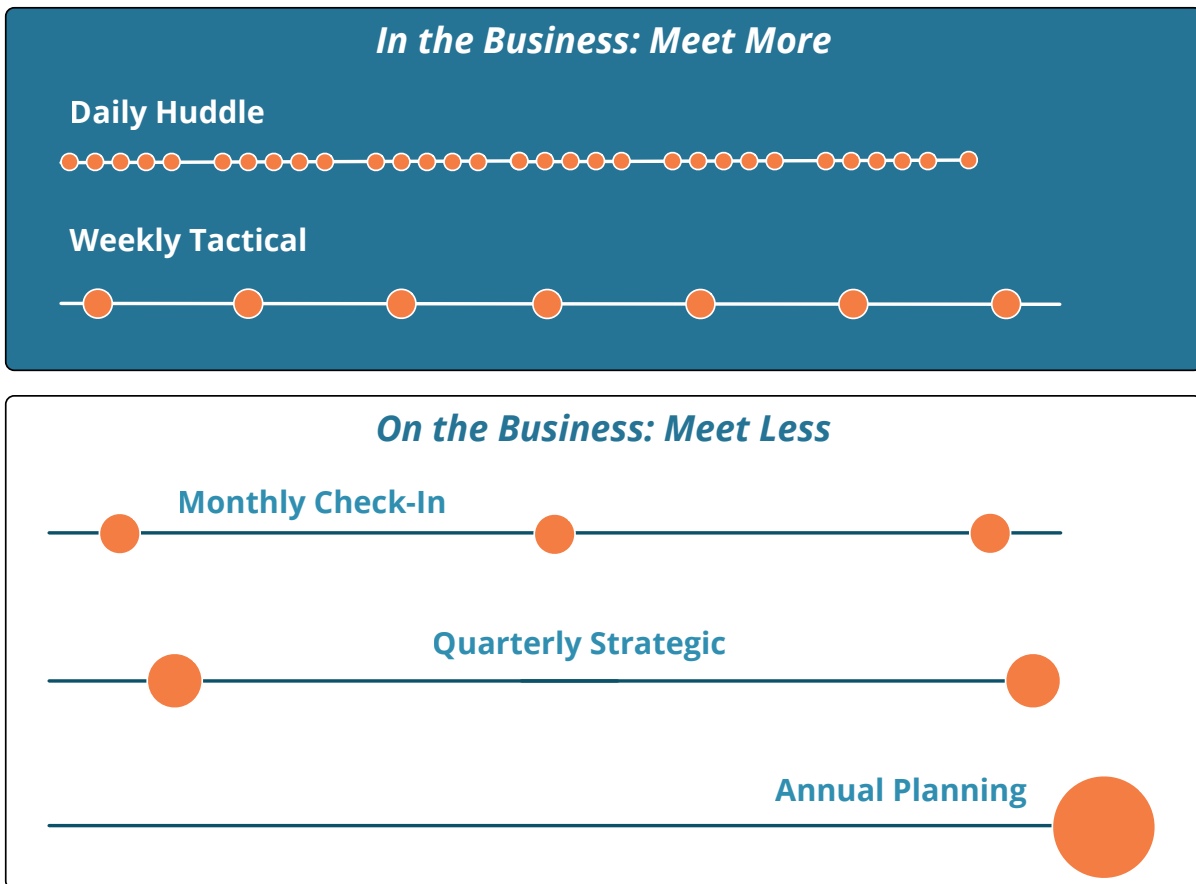 In the Business: Meet More
Daily Huddle
Weekly Tactical
On the Business: Meet Less
Monthly Check-In
Quarterly Strategic
Annual Planning